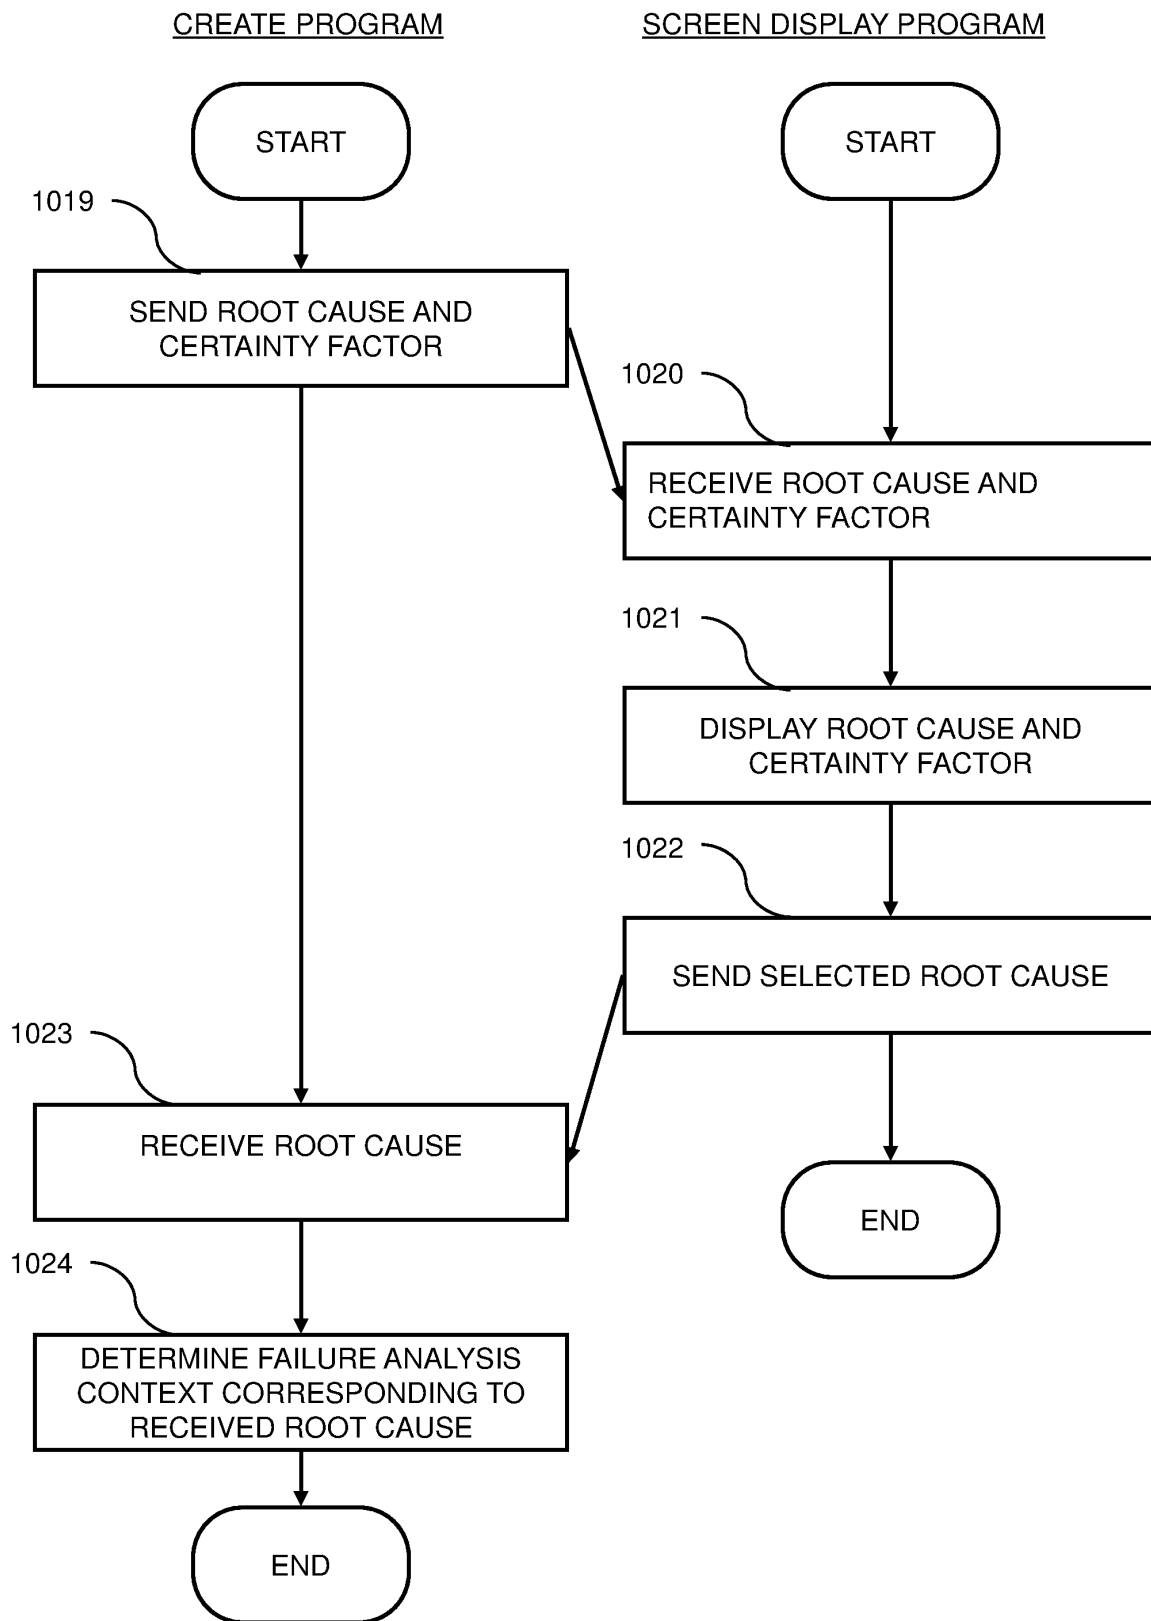 CREATE PROGRAM
SCREEN DISPLAY PROGRAM
START
START
1019
SEND ROOT CAUSE AND
CERTAINTY FACTOR
1020
RECEIVE ROOT CAUSE AND
CERTAINTY FACTOR
1021
DISPLAY ROOT CAUSE AND
CERTAINTY FACTOR
1022
SEND SELECTED ROOT CAUSE
1023
RECEIVE ROOT CAUSE
END
1024
DETERMINE FAILURE ANALYSIS
CONTEXT CORRESPONDING TO
RECEIVED ROOT CAUSE
END